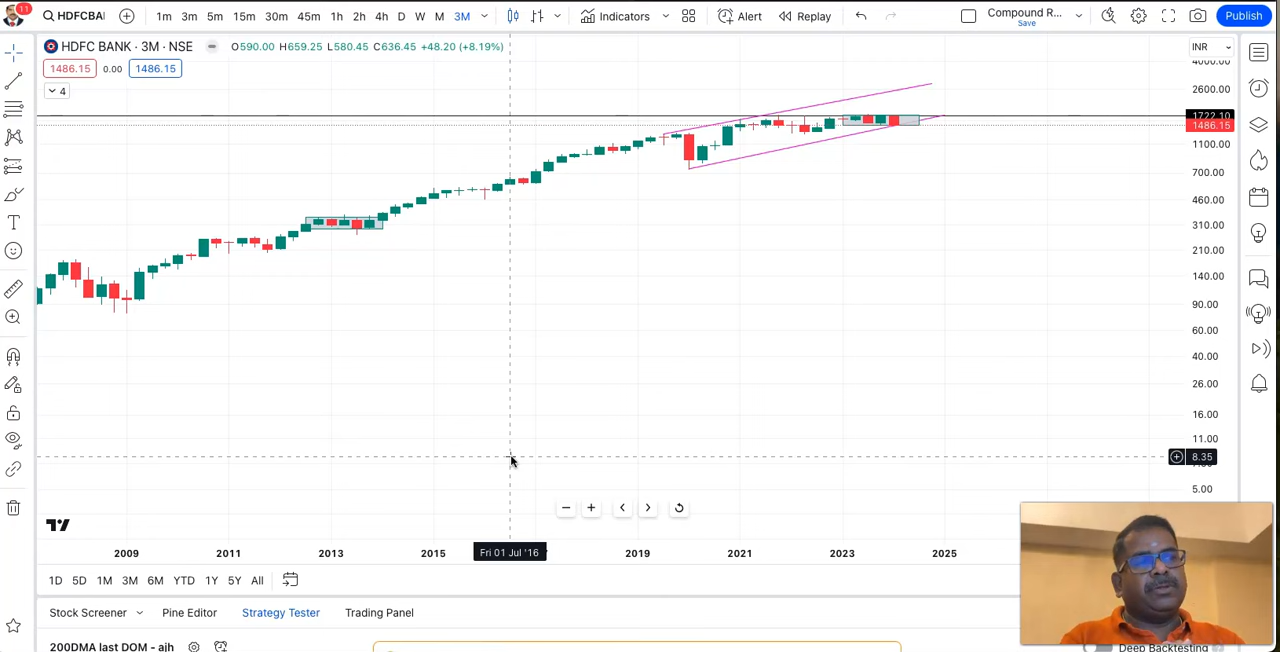 11
HDFCBA
1m 3m 5m 15m 30m 45m 1h 2h 4h D W M 3M
Indicators
Alert
Replay
Compound R...
Save
Publish
HDFC BANK · 3M · NSE
O590.00 H659.25 L580.45 C636.45 +48.20 (+8.19%)
INR
1486.15 0.00 1486.15
4
4000.00
2600.00
1722.10
1486.15
1100.00
700.00
460.00
310.00
210.00
140.00
90.00
60.00
40.00
26.00
16.00
11.00
8.35
5.00
2009 2011 2013 2015 Fri 01 Jul '16 2019 2021 2023 2025
1D 5D 1M 3M 6M YTD 1Y 5Y All
Stock Screener Pine Editor Strategy Tester Trading Panel
200DMA last DOM - ajh
Deep Backtesting